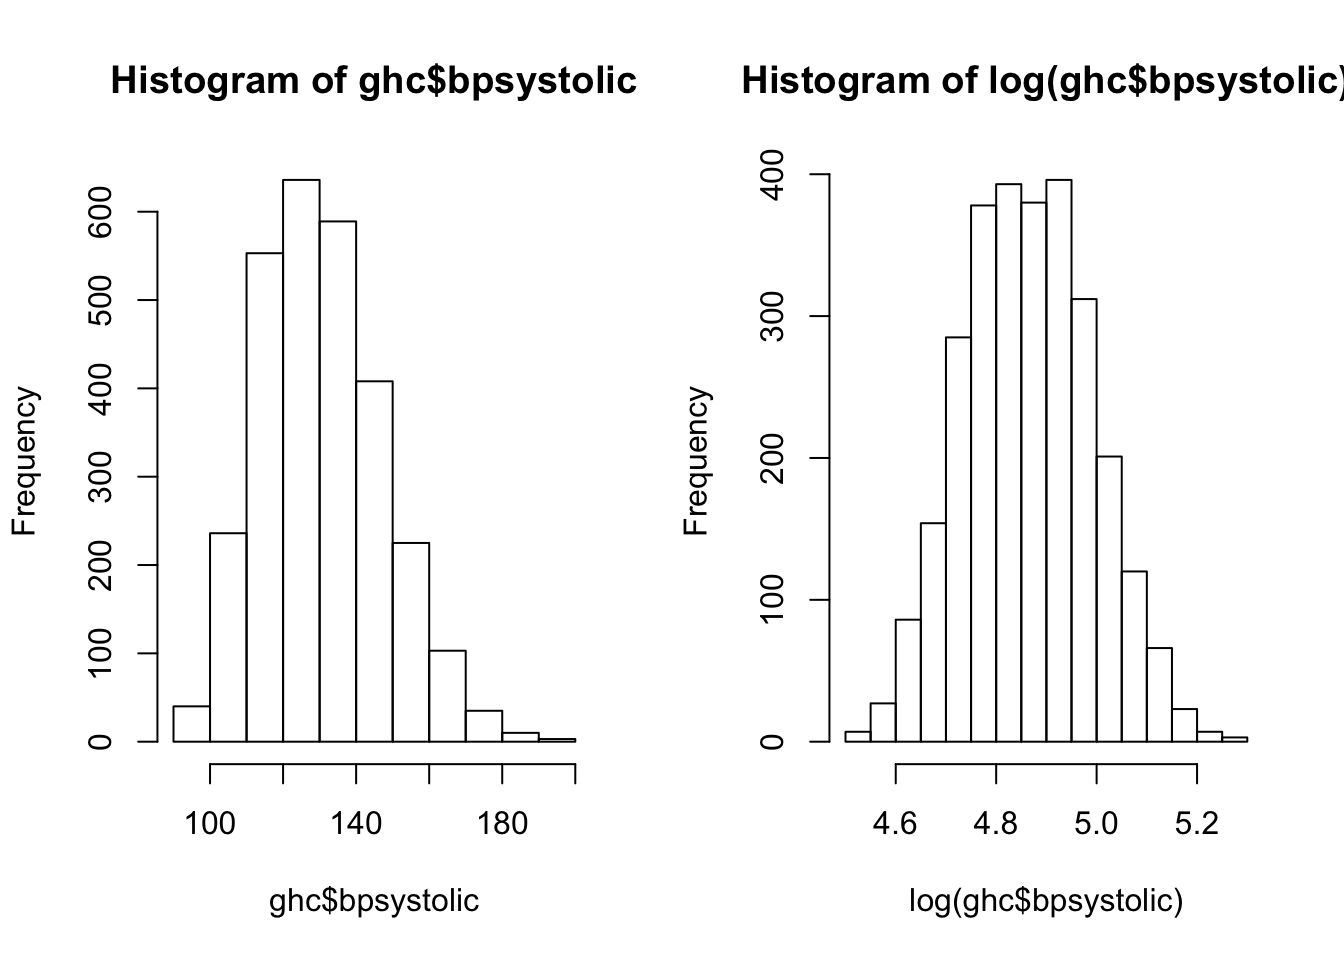 Histogram of ghc$bpsystolic
Frequency
600
500
400
300
200
100
0
100 140 180
ghc$bpsystolic
Histogram of log(ghc$bpsystolic)
Frequency
400
300
200
100
0
4.6 4.8 5.0 5.2
log(ghc$bpsystolic)